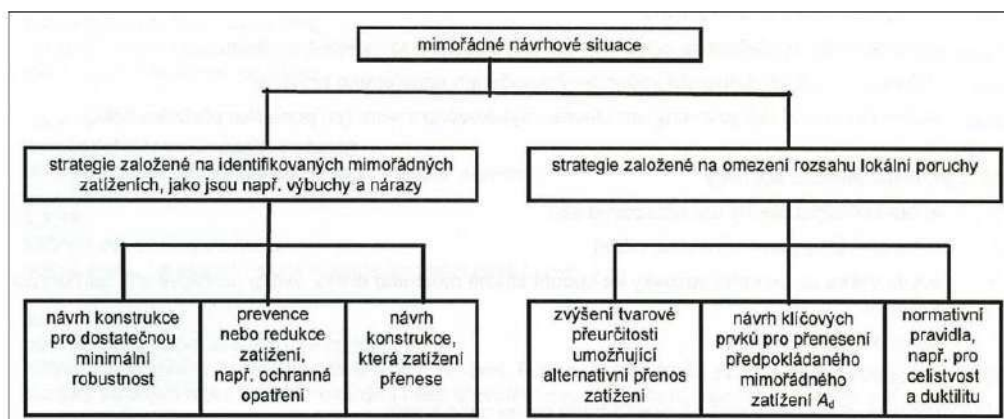 mimořádné návrhové situace
strategie založené na identifikovaných mimořádných
zatíženích, jako jsou např. výbuchy a nárazy
strategie založené na omezení rozsahu lokální poruchy
návrh konstrukce
pro dostatečnou
minimální
robustnost
prevence
nebo redukce
zatížení,
např. ochranná
opatření
návrh
konstrukce,
která zatížení
přenese
zvýšení tvarové
přeurčitosti
umožňující
alternativní přenos
zatížení
návrh klíčových
prvků pro přenesení
předpokládaného
mimořádného
zatížení Ad
normativní
pravidla,
např. pro
celistvost
a duktilitu